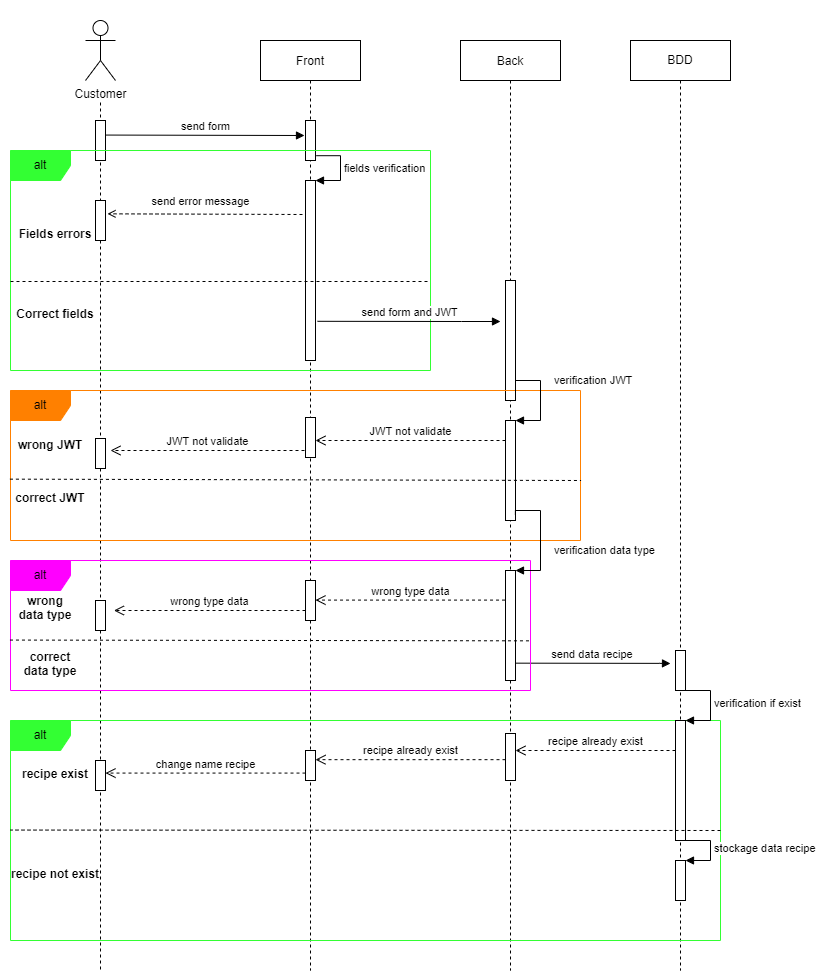 Customer
Front
Back
BDD
send form
alt
fields verification
send error message
Fields errors
Correct fields
send form and JWT
verification JWT
alt
JWT not validate
JWT not validate
wrong JWT
correct JWT
verification data type
alt
wrong
data type
wrong type data
wrong type data
correct
data type
send data recipe
verification if exist
alt
recipe already exist
recipe already exist
change name recipe
recipe exist
stockage data recipe
recipe not exist